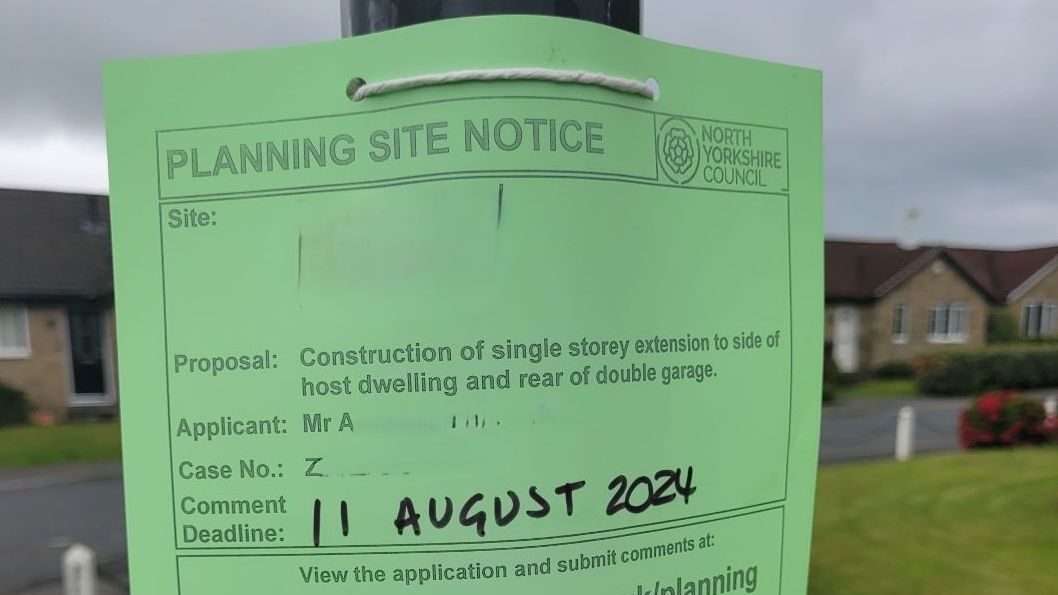 PLANNING SITE NOTICE
NORTH
YORKSHIRE
COUNCIL
Site:
Proposal: Construction of single storey extension to side of
host dwelling and rear of double garage.
Applicant: Mr A
Case No.: Z
Comment
Deadline: 11 AUGUST 2024
View the application and submit comments at:
k/planning